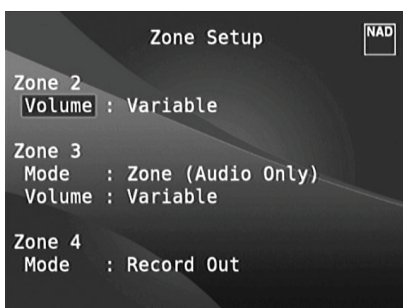 Zone Setup
NAD
Zone 2
Volume : Variable
Zone 3
Mode : Zone (Audio Only)
Volume : Variable
Zone 4
Mode : Record Out